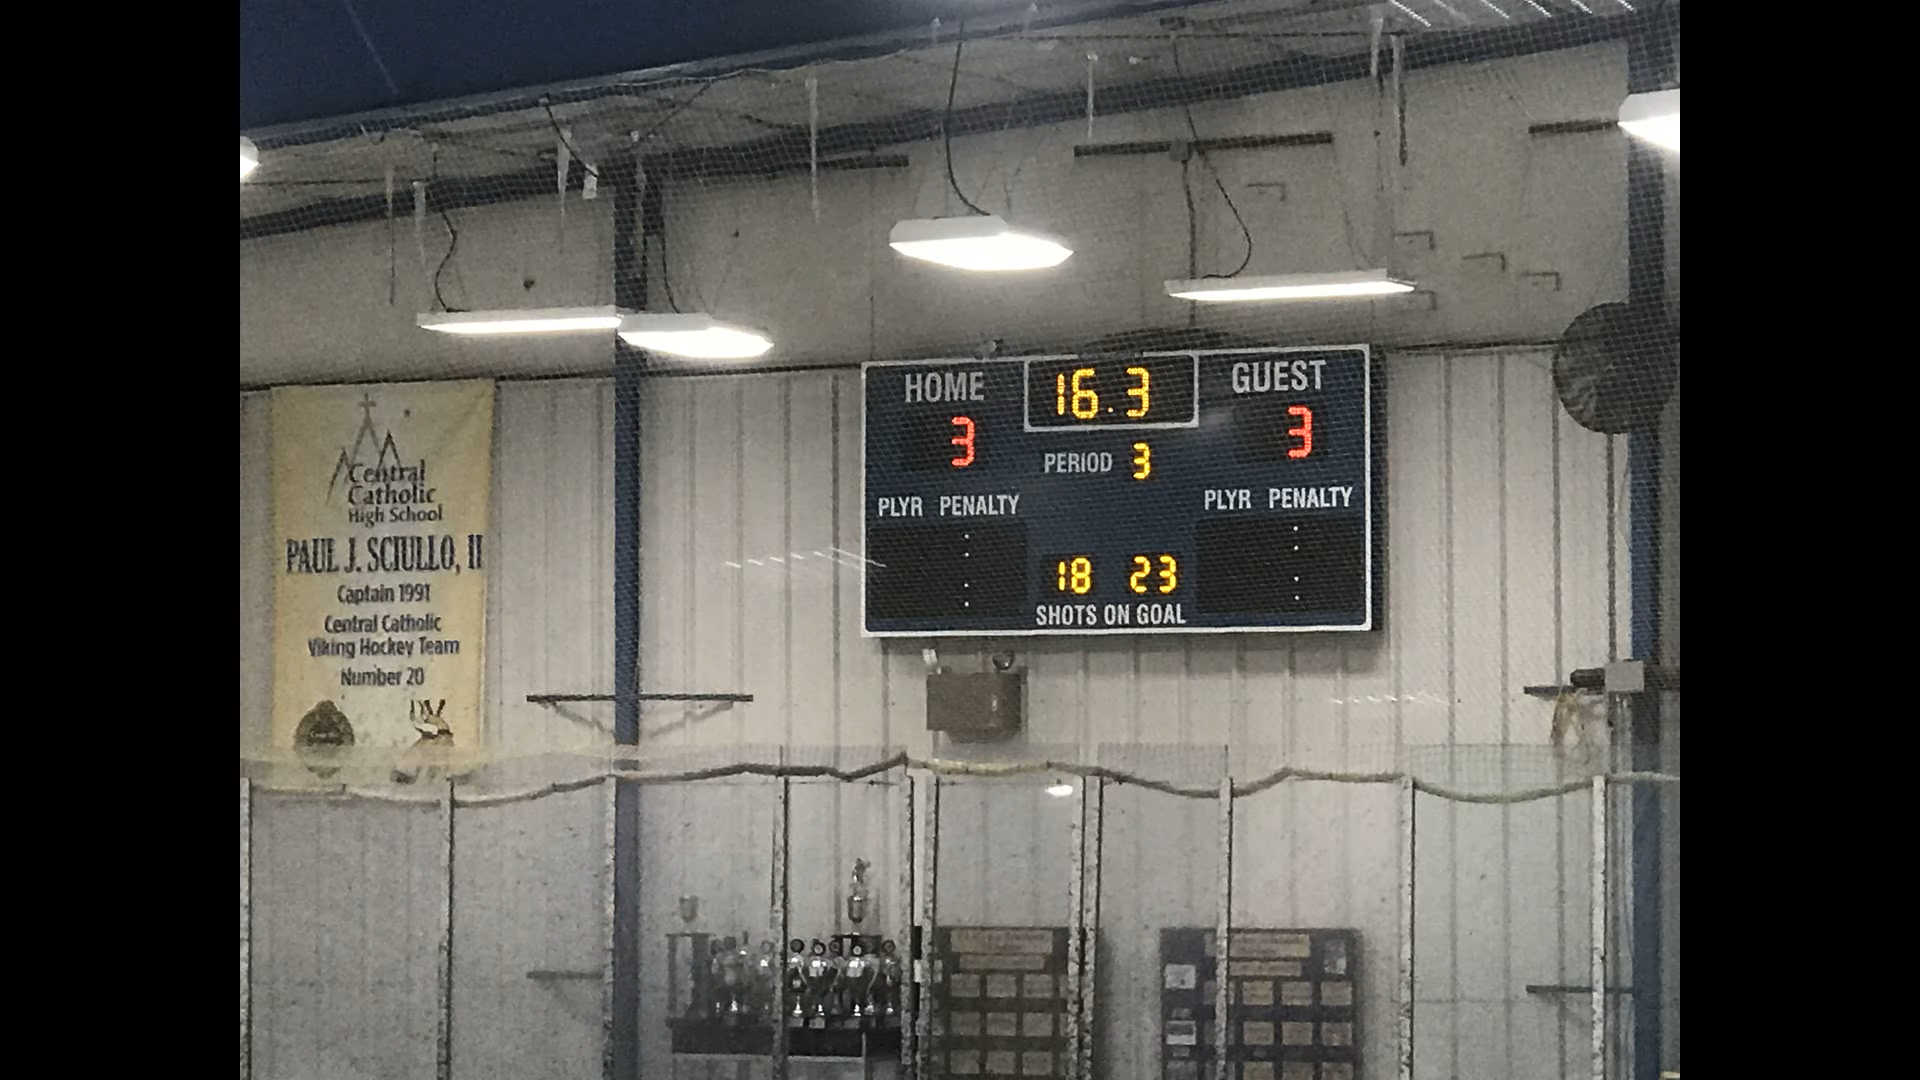 Central
Catholic
High School
PAUL J. SCIULLO, II
Captain 1991
Central Catholic
Viking Hockey Team
Number 20
HOME 16.3 GUEST
3 3
PERIOD 3
PLYR PENALTY PLYR PENALTY
18 23
SHOTS ON GOAL